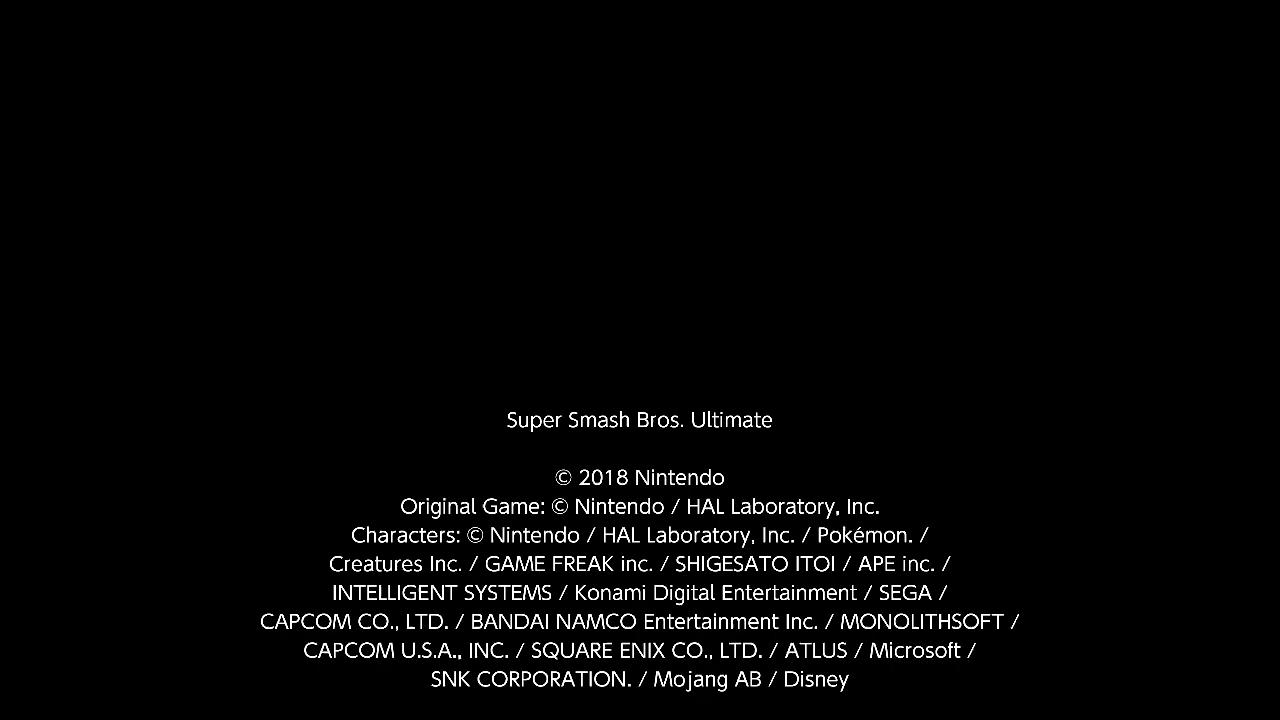 Super Smash Bros. Ultimate
© 2018 Nintendo
Original Game: © Nintendo / HAL Laboratory, Inc.
Characters: © Nintendo / HAL Laboratory, Inc. / Pokémon. /
Creatures Inc. / GAME FREAK inc. / SHIGESATO ITOI / APE inc. /
INTELLIGENT SYSTEMS / Konami Digital Entertainment / SEGA /
CAPCOM CO., LTD. / BANDAI NAMCO Entertainment Inc. / MONOLITHSOFT /
CAPCOM U.S.A., INC. / SQUARE ENIX CO., LTD. / ATLUS / Microsoft /
SNK CORPORATION. / Mojang AB / Disney